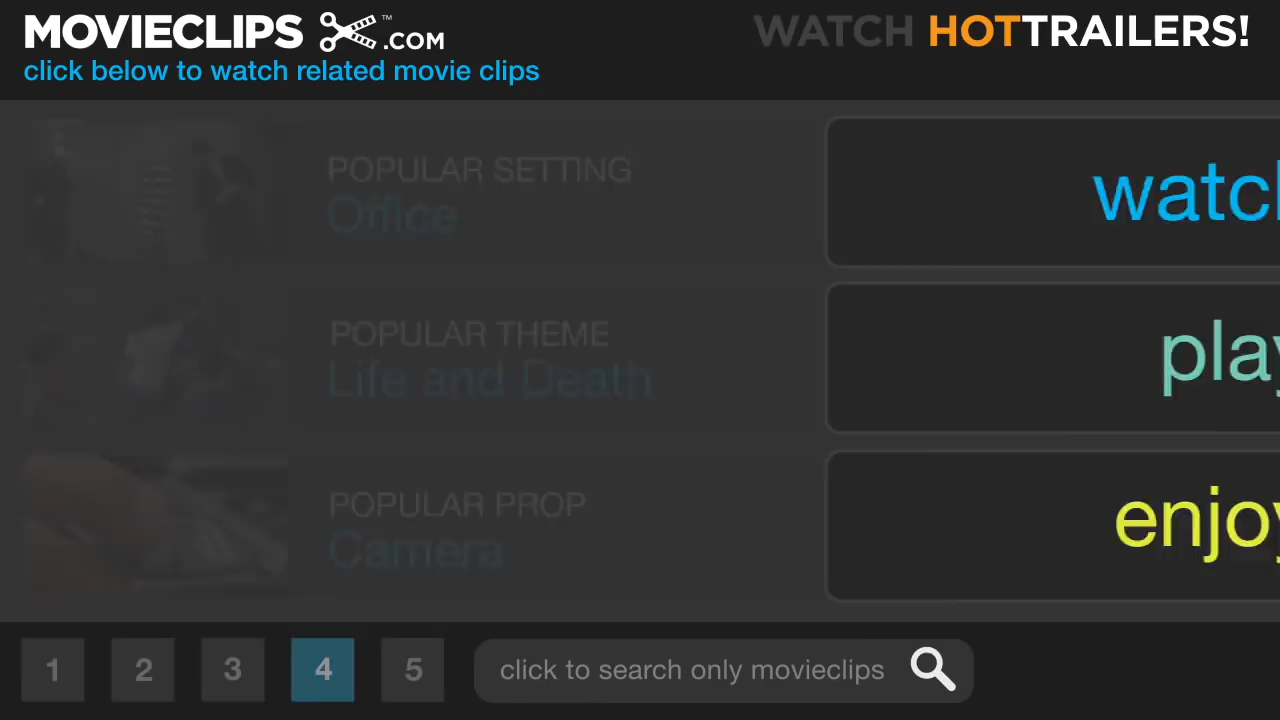 MOVIECLIPS ™ .COM
WATCH HOTTRAILERS!
click below to watch related movie clips
POPULAR SETTING
Office
POPULAR THEME
Life and Death
POPULAR PROP
Camera
play
enjoy
1 2 3 4 5
click to search only movieclips